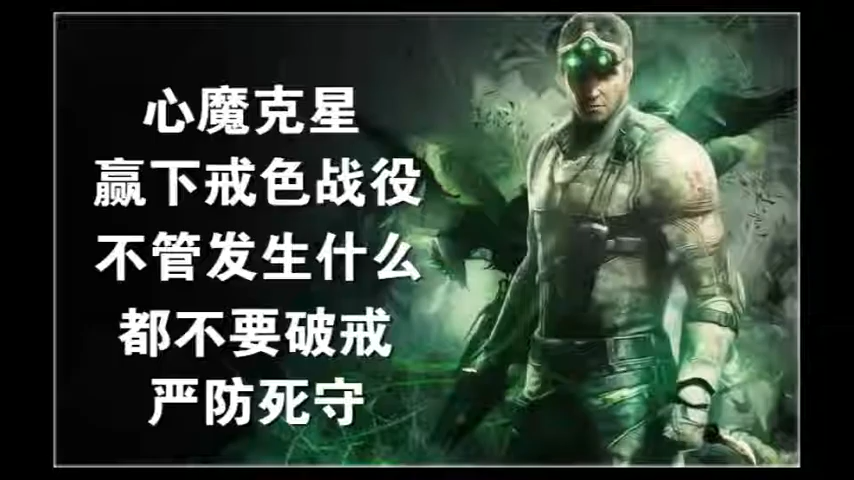 心魔克星
赢下戒色战役
不管发生什么
都不要破戒
严防死守